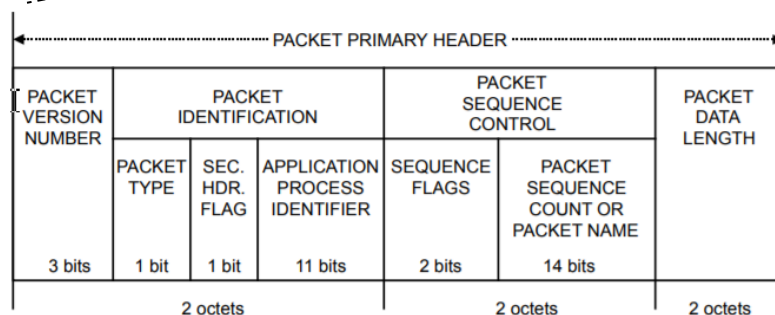 PACKET PRIMARY HEADER
PACKET
VERSION
NUMBER
3 bits
PACKET
IDENTIFICATION
PACKET
TYPE
1 bit
SEC.
HDR.
FLAG
1 bit
APPLICATION
PROCESS
IDENTIFIER
11 bits
PACKET
SEQUENCE
CONTROL
SEQUENCE
FLAGS
2 bits
PACKET
SEQUENCE
COUNT OR
PACKET NAME
14 bits
PACKET
DATA
LENGTH
2 octets
2 octets
2 octets